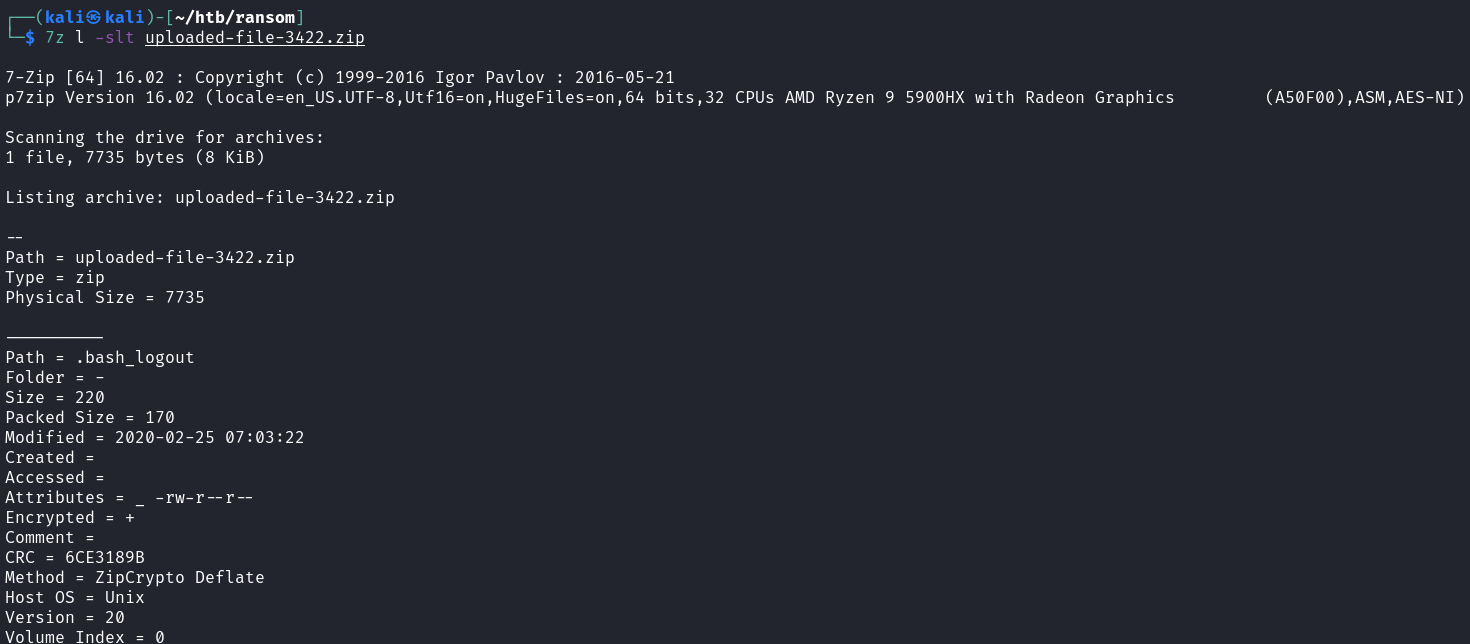 ┌──(kali㉿kali)-[~/htb/ransom]
└─$ 7z l -slt uploaded-file-3422.zip
7-Zip [64] 16.02 : Copyright (c) 1999-2016 Igor Pavlov : 2016-05-21
p7zip Version 16.02 (locale=en_US.UTF-8,Utf16=on,HugeFiles=on,64 bits,32 CPUs AMD Ryzen 9 5900HX with Radeon Graphics         (A50F00),ASM,AES-NI)
Scanning the drive for archives:
1 file, 7735 bytes (8 KiB)
Listing archive: uploaded-file-3422.zip
--
Path = uploaded-file-3422.zip
Type = zip
Physical Size = 7735
----------
Path = .bash_logout
Folder = -
Size = 220
Packed Size = 170
Modified = 2020-02-25 07:03:22
Created =
Accessed =
Attributes = _ -rw-r--r--
Encrypted = +
Comment =
CRC = 6CE3189B
Method = ZipCrypto Deflate
Host OS = Unix
Version = 20
Volume Index = 0